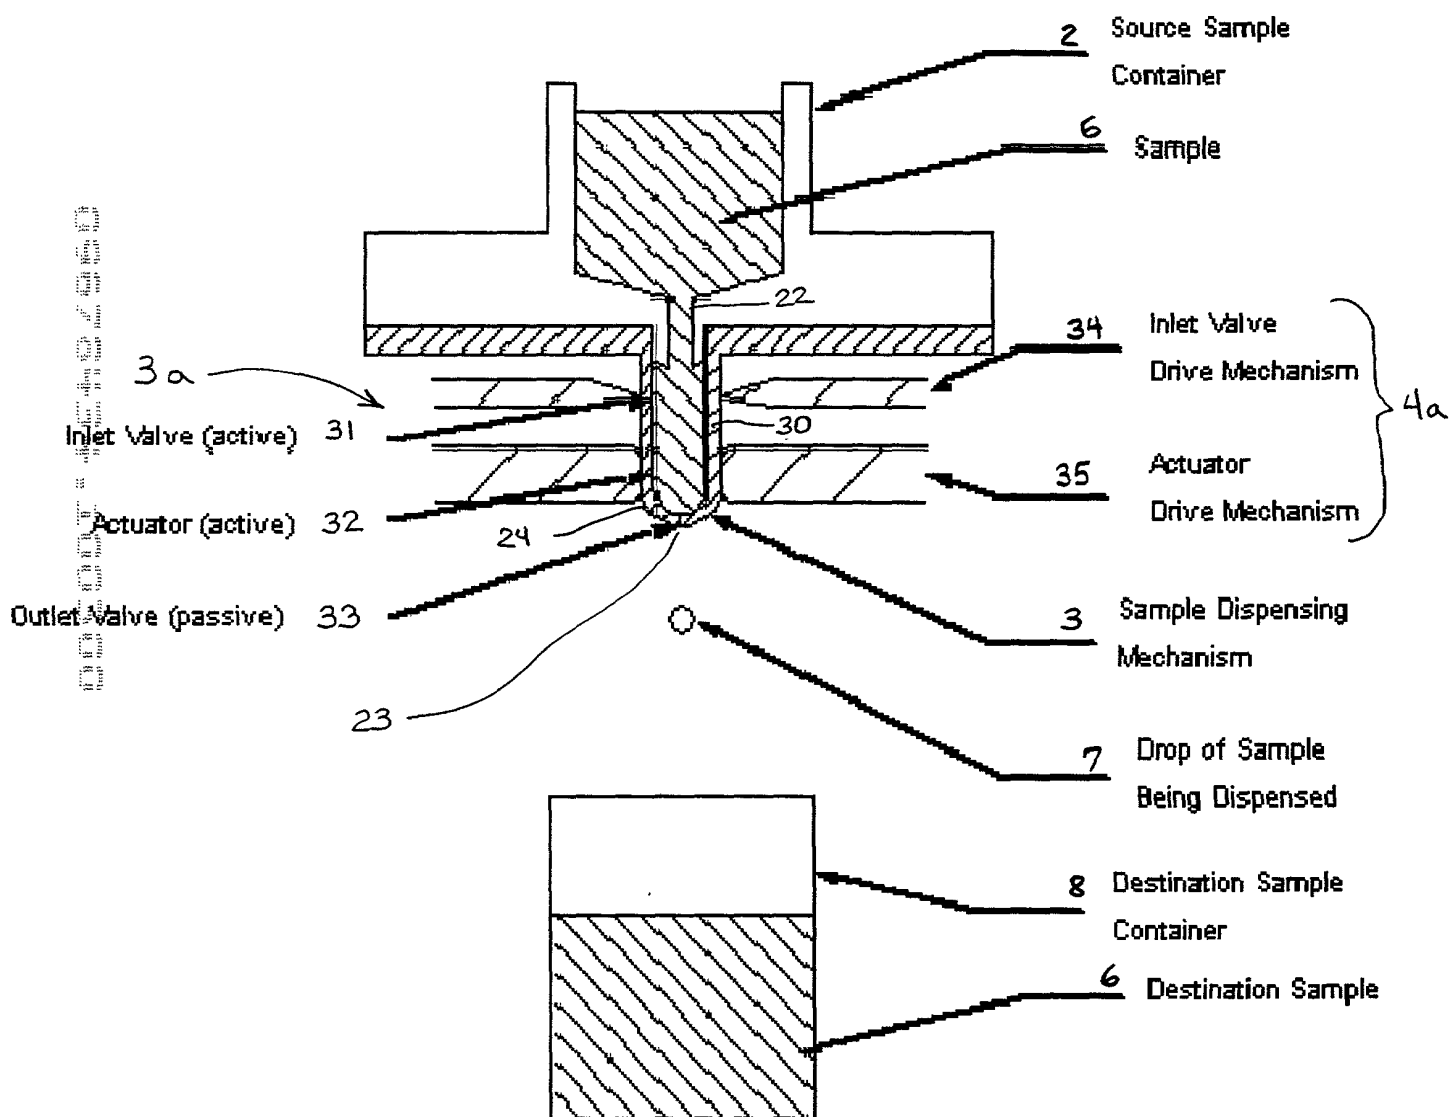 2 Source Sample
Container
6 Sample
22
34 Inlet Valve
Drive Mechanism
4a
3a
Inlet Valve (active) 31
30
35 Actuator
Drive Mechanism
Actuator (active) 32
24
Outlet Valve (passive) 33
3 Sample Dispensing
Mechanism
23
7 Drop of Sample
Being Dispensed
8 Destination Sample
Container
6 Destination Sample